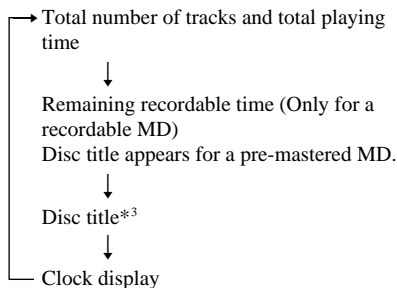 Total number of tracks and total playing
time
Remaining recordable time (Only for a
recordable MD)
Disc title appears for a pre-mastered MD.
Disc title*3
Clock display